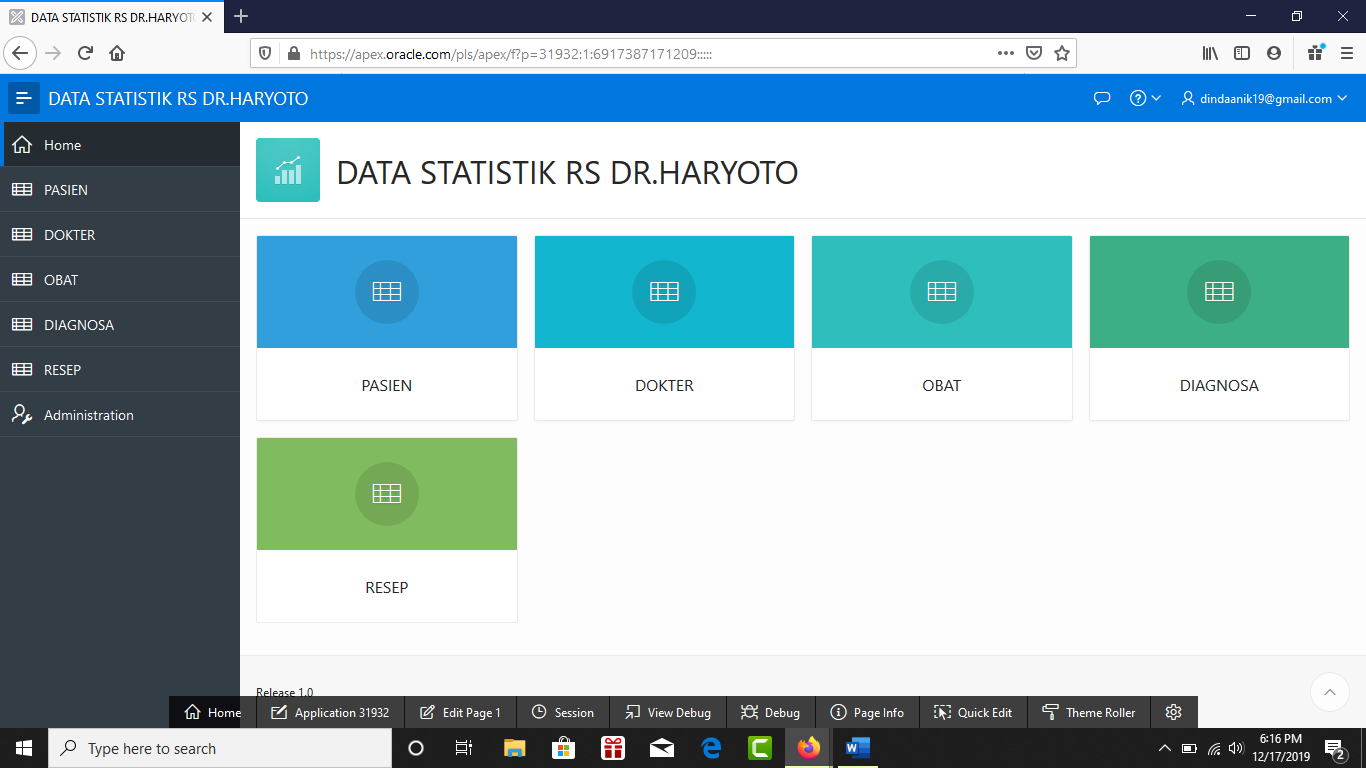 DATA STATISTIK RS DR.HARYOT
https://apex.oracle.com/pls/apex/f?p=31932:1:6917387171209:::::
DATA STATISTIK RS DR.HARYOTO
dindaanik19@gmail.com
Home
PASIEN
DOKTER
OBAT
DIAGNOSA
RESEP
Administration
DATA STATISTIK RS DR.HARYOTO
PASIEN
DOKTER
OBAT
DIAGNOSA
RESEP
Release 1.0
Home
Application 31932
Edit Page 1
Session
View Debug
Debug
Page Info
Quick Edit
Theme Roller
Type here to search
6:16 PM
12/17/2019
2